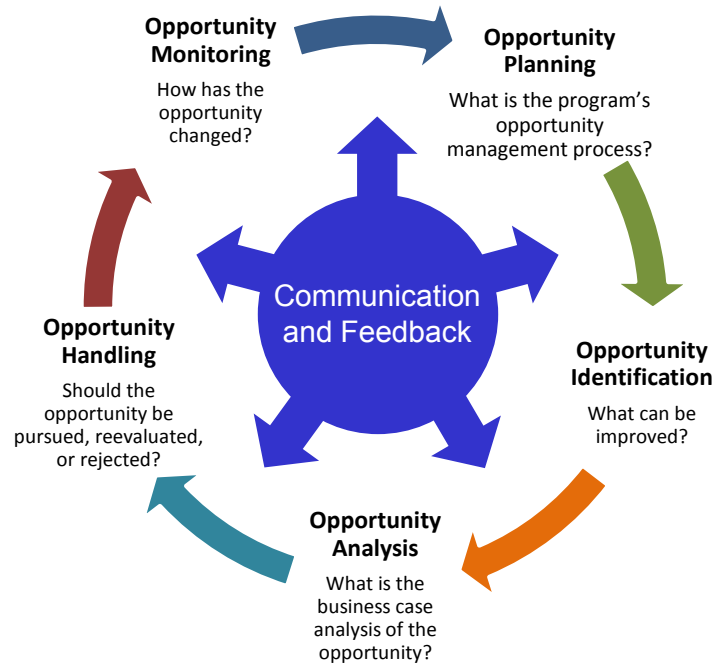 Opportunity
Monitoring
How has the
opportunity
changed?
Opportunity
Planning
What is the program’s
opportunity
management process?
Communication
and Feedback
Opportunity
Handling
Should the
opportunity be
pursued, reevaluated,
or rejected?
Opportunity
Identification
What can be
improved?
Opportunity
Analysis
What is the
business case
analysis of the
opportunity?